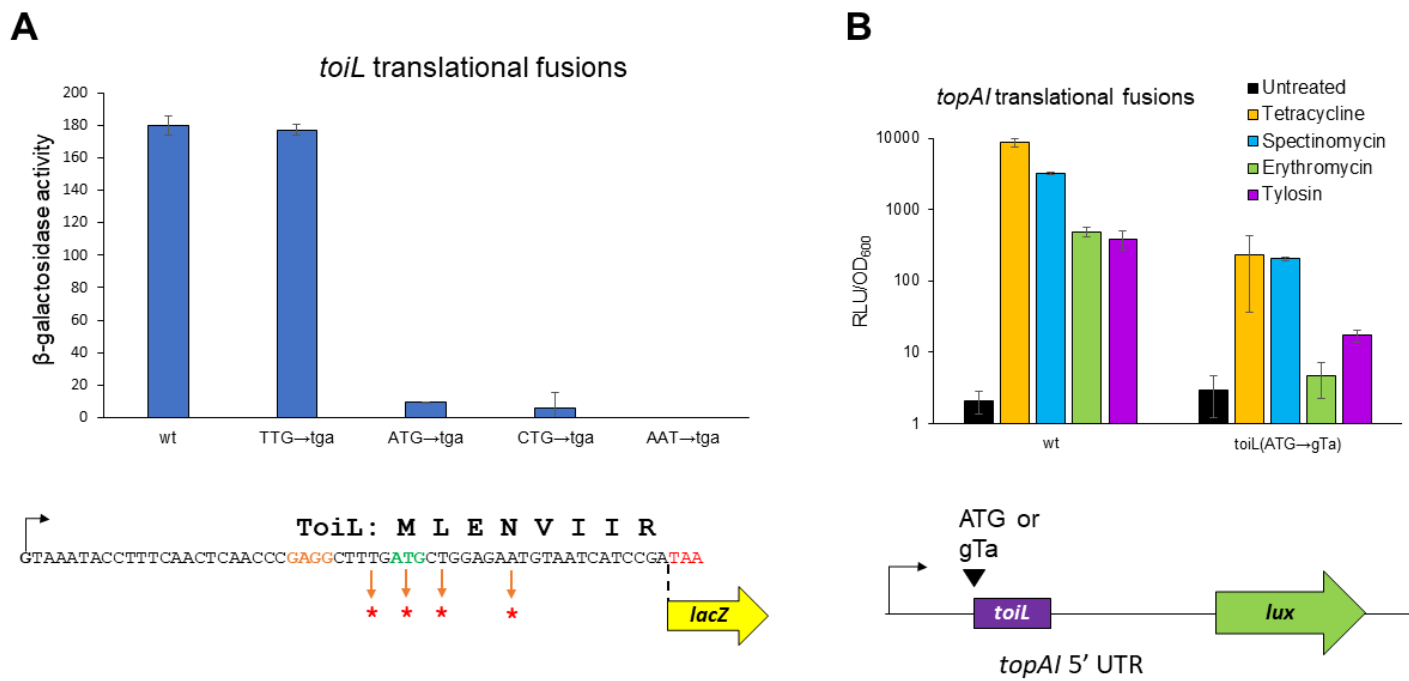 A
toiL translational fusions
β-galactosidase activity
200
180
160
140
120
100
80
60
40
20
0
wt
TTG→tga
ATG→tga
CTG→tga
AAT→tga
ToiL: M L E N V I I R
GTAAATACCTTTCAACTCAACCCGAGGCTTTGATGCTGGAGAATGTAATCATCCGATAA
* * * *
lacZ
B
topAI translational fusions
Untreated
Tetracycline
Spectinomycin
Erythromycin
Tylosin
RLU/OD600
10000
1000
100
10
1
wt
toiL(ATG→gTa)
ATG or
gTa
toiL
lux
topAI 5' UTR